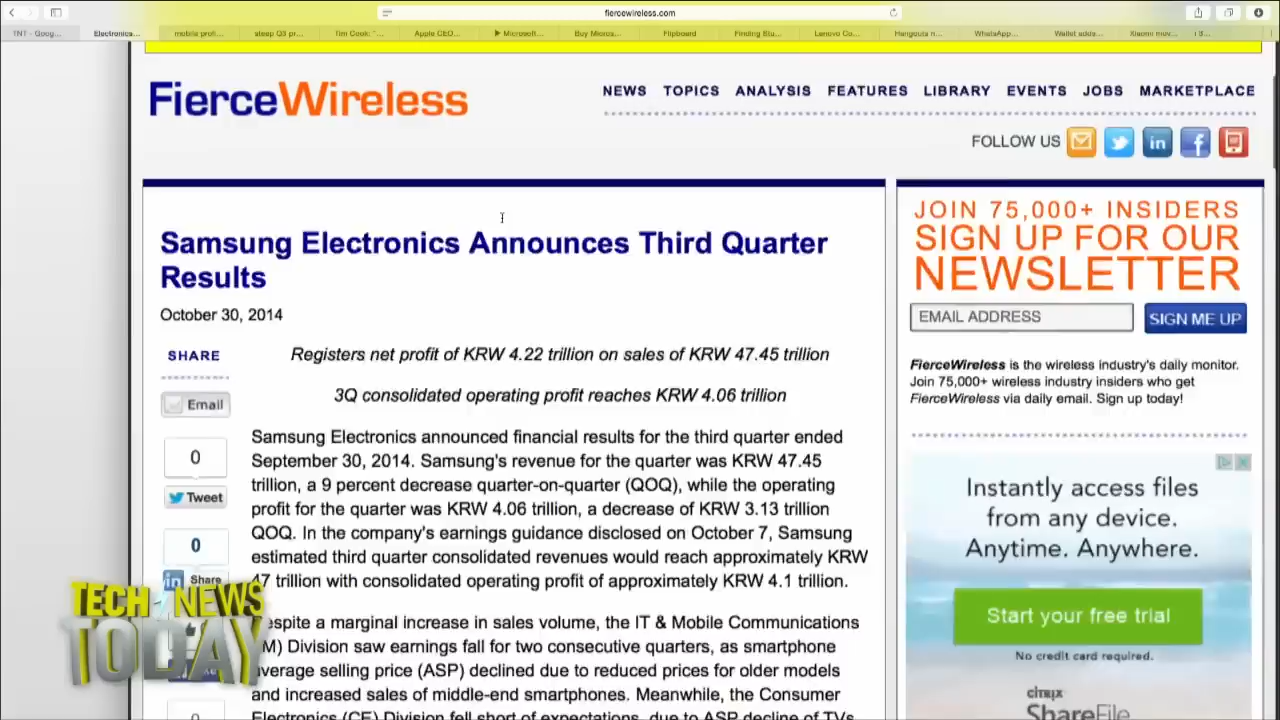 fiercewireless.com
TNT - Goog...
Electronics...
mobile profi...
steep Q3 pr...
Tim Cook: "...
Apple CEO...
Microsoft...
Buy Micros...
Flipboard
Finding Blu...
Lenovo Co...
Hangouts n...
WhatsApp...
Wallet adds...
Xiaomi mov...
FierceWireless
NEWS TOPICS ANALYSIS FEATURES LIBRARY EVENTS JOBS MARKETPLACE
FOLLOW US
Samsung Electronics Announces Third Quarter
Results
October 30, 2014
SHARE
Email
0
Tweet
0
Share
0
Registers net profit of KRW 4.22 trillion on sales of KRW 47.45 trillion
3Q consolidated operating profit reaches KRW 4.06 trillion
Samsung Electronics announced financial results for the third quarter ended
September 30, 2014. Samsung's revenue for the quarter was KRW 47.45
trillion, a 9 percent decrease quarter-on-quarter (QOQ), while the operating
profit for the quarter was KRW 4.06 trillion, a decrease of KRW 3.13 trillion
QOQ. In the company's earnings guidance disclosed on October 7, Samsung
estimated third quarter consolidated revenues would reach approximately KRW
47 trillion with consolidated operating profit of approximately KRW 4.1 trillion.
espite a marginal increase in sales volume, the IT & Mobile Communications
M) Division saw earnings fall for two consecutive quarters, as smartphone
verage selling price (ASP) declined due to reduced prices for older models
and increased sales of middle-end smartphones. Meanwhile, the Consumer
Electronics (CE) Division fell short of expectations, due to ASP decline of TVs
JOIN 75,000+ INSIDERS
SIGN UP FOR OUR
NEWSLETTER
EMAIL ADDRESS
SIGN ME UP
FierceWireless is the wireless industry's daily monitor.
Join 75,000+ wireless industry insiders who get
FierceWireless via daily email. Sign up today!
Instantly access files
from any device.
Anytime. Anywhere.
Start your free trial
No credit card required.
citrix
ShareFile
TECH NEWS
TODAY